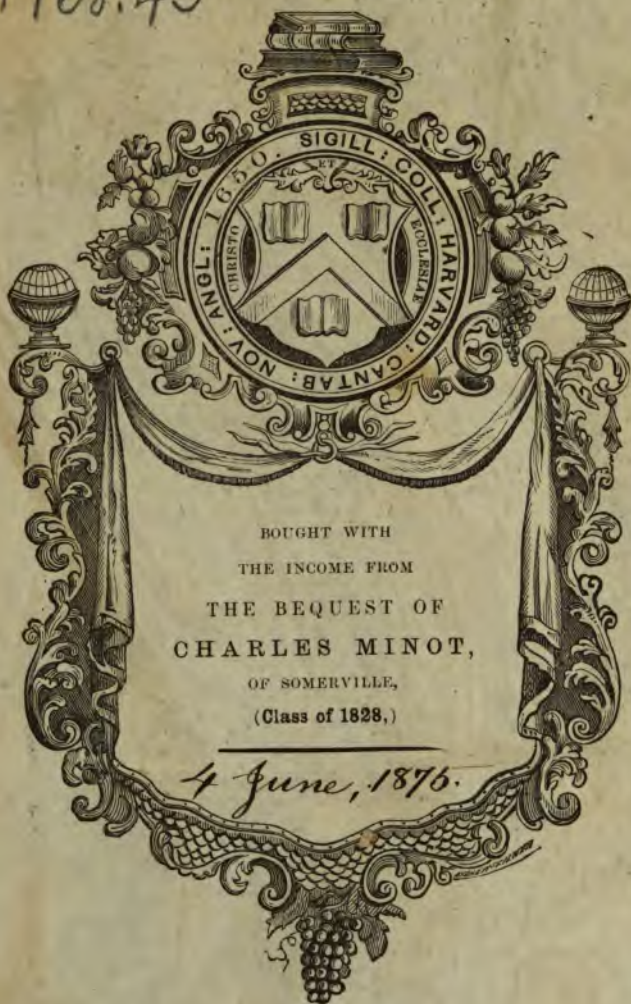 SIGILL: COLL: HARVARD: CANTAB: NOV: ANGL: 1650.
ET
CHRISTO
ECCLESIAE
BOUGHT WITH
THE INCOME FROM
THE BEQUEST OF
CHARLES MINOT,
OF SOMERVILLE,
(Class of 1828,)
4 June, 1875.